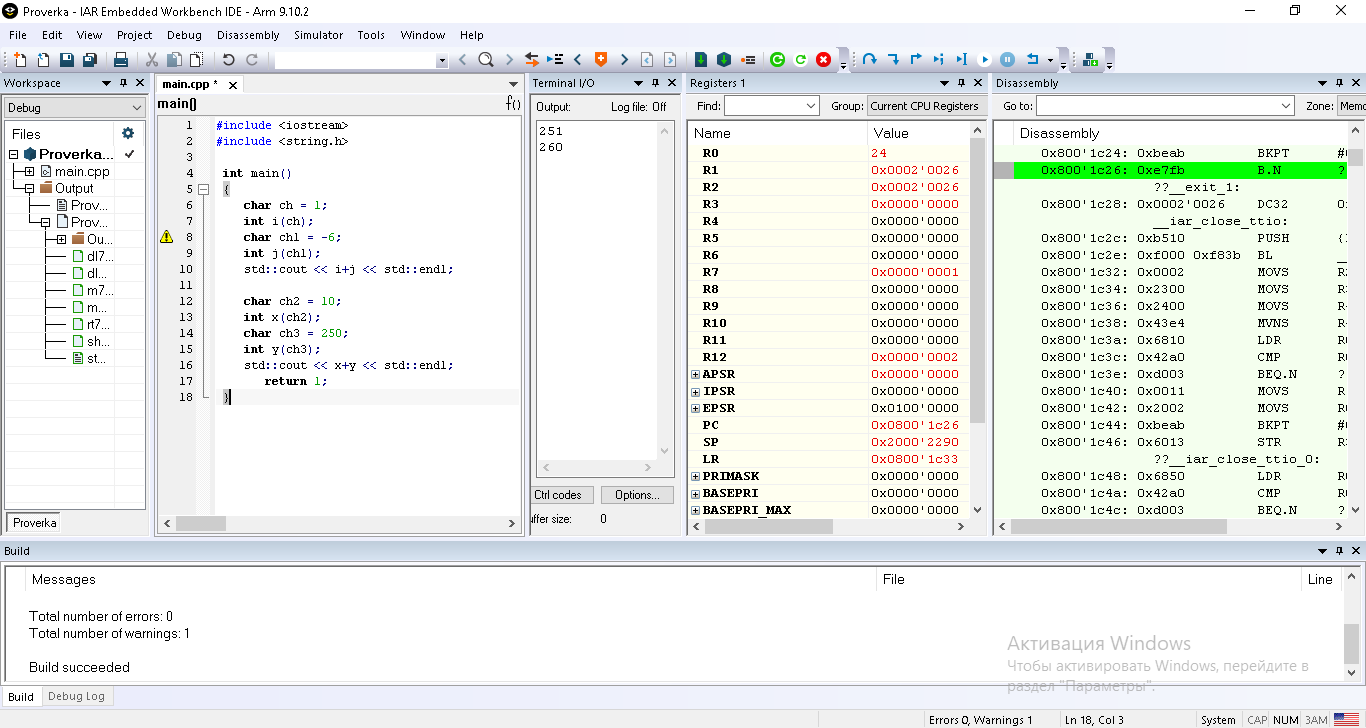 Proverka - IAR Embedded Workbench IDE - Arm 9.10.2
File Edit View Project Debug Disassembly Simulator Tools Window Help
Workspace
Debug
Files
Proverka...
main.cpp
Output
Prov...
Prov...
Ou...
dl7...
dl...
m7...
m...
rt7...
sh...
st...
Proverka
main.cpp *
main()
f()
1 #include <iostream>
2 #include <string.h>
3
4 int main()
5 {
6 char ch = 1;
7 int i(ch);
8 char ch1 = -6;
9 int j(ch1);
10 std::cout << i+j << std::endl;
11
12 char ch2 = 10;
13 int x(ch2);
14 char ch3 = 250;
15 int y(ch3);
16 std::cout << x+y << std::endl;
17 return 1;
18 }
Terminal I/O
Output: Log file: Off
251
260
Ctrl codes Options...
uffer size: 0
Registers 1
Find: Group: Current CPU Registers
Name Value
R0 24
R1 0x0002'0026
R2 0x0002'0026
R3 0x0000'0000
R4 0x0000'0000
R5 0x0000'0000
R6 0x0000'0000
R7 0x0000'0001
R8 0x0000'0000
R9 0x0000'0000
R10 0x0000'0000
R11 0x0000'0000
R12 0x0000'0002
APSR 0x0000'0000
IPSR 0x0000'0000
EPSR 0x0100'0000
PC 0x0800'1c26
SP 0x2000'2290
LR 0x0800'1c33
PRIMASK 0x0000'0000
BASEPRI 0x0000'0000
BASEPRI_MAX 0x0000'0000
Disassembly
Go to: Zone: Memo
Disassembly
0x800'1c24: 0xbeab BKPT #
0x800'1c26: 0xe7fb B.N ?
??__exit_1:
0x800'1c28: 0x0002'0026 DC32 0
__iar_close_ttio:
0x800'1c2c: 0xb510 PUSH {
0x800'1c2e: 0xf000 0xf83b BL _
0x800'1c32: 0x0002 MOVS R
0x800'1c34: 0x2300 MOVS R
0x800'1c36: 0x2400 MOVS R
0x800'1c38: 0x43e4 MVNS R
0x800'1c3a: 0x6810 LDR R
0x800'1c3c: 0x42a0 CMP R
0x800'1c3e: 0xd003 BEQ.N ?
0x800'1c40: 0x0011 MOVS R
0x800'1c42: 0x2002 MOVS R
0x800'1c44: 0xbeab BKPT #
0x800'1c46: 0x6013 STR R
??__iar_close_ttio_0:
0x800'1c48: 0x6850 LDR R
0x800'1c4a: 0x42a0 CMP R
0x800'1c4c: 0xd003 BEQ.N ?
Build
Messages File Line
Total number of errors: 0
Total number of warnings: 1
Build succeeded
Активация Windows
Чтобы активировать Windows, перейдите в
раздел "Параметры".
Build Debug Log
Errors 0, Warnings 1 Ln 18, Col 3 System CAP NUM ЗАМ